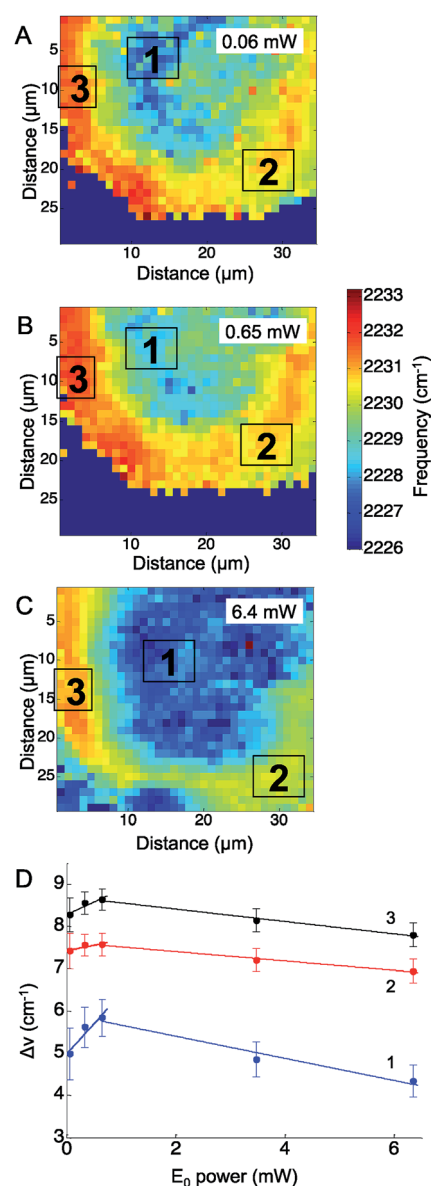 A
0.06 mW
1
3
2
5
10
15
20
25
Distance (µm)
10 20 30
Distance (µm)
B
0.65 mW
1
3
2
5
10
15
20
25
Distance (µm)
10 20 30
Distance (µm)
2233
2232
2231
2230
2229
2228
2227
2226
Frequency (cm-1)
C
6.4 mW
1
3
2
5
10
15
20
25
Distance (µm)
10 20 30
Distance (µm)
D
9
8
7
6
5
4
3
Δν (cm-1)
3
2
1
0 2 4 6
E0 power (mW)